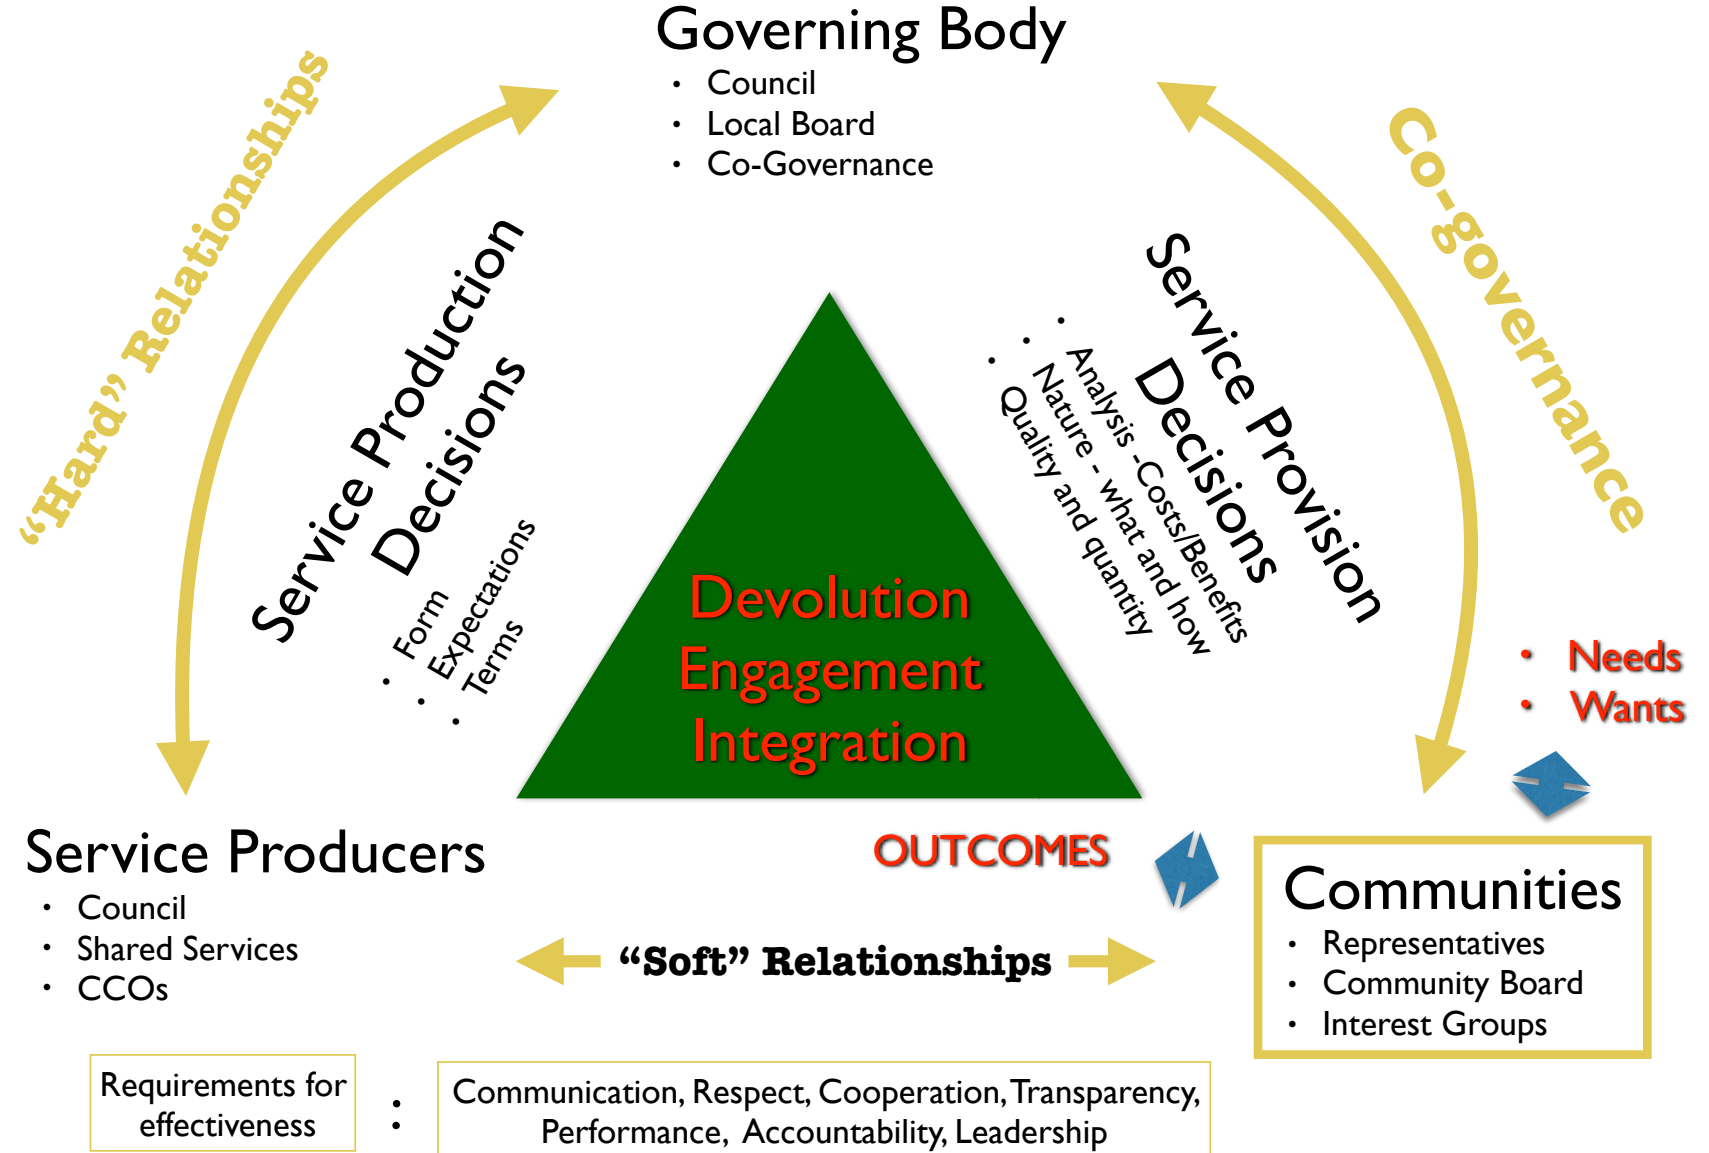 Governing Body
• Council
• Local Board
• Co-Governance
“Hard” Relationships
Co-governance
Service Production
Decisions
• Form
• Expectations
• Terms
Service Provision
Decisions
• Analysis -Costs/Benefits
• Nature - what and how
• Quality and quantity
Devolution
Engagement
Integration
• Needs
• Wants
OUTCOMES
Service Producers
• Council
• Shared Services
• CCOs
“Soft” Relationships
Communities
• Representatives
• Community Board
• Interest Groups
Requirements for
effectiveness
:
Communication, Respect, Cooperation, Transparency,
Performance, Accountability, Leadership